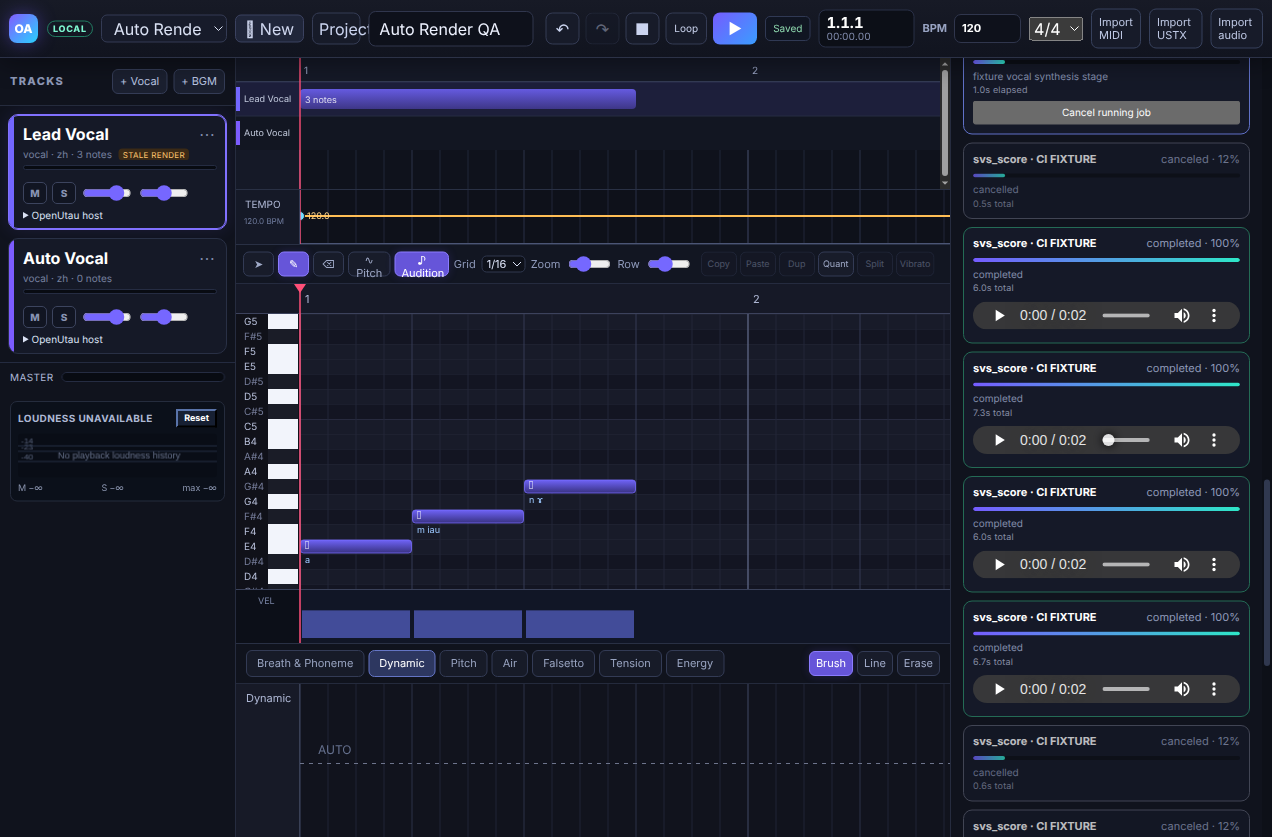 OA
LOCAL
Auto Rende
New
Project
Auto Render QA
Loop
Saved
1.1.1
00:00.00
BPM
120
4/4
Import MIDI
Import USTX
Import audio
TRACKS
+ Vocal
+ BGM
Lead Vocal
vocal · zh · 3 notes
STALE RENDER
M
S
OpenUtau host
Auto Vocal
vocal · zh · 0 notes
M
S
OpenUtau host
MASTER
LOUDNESS UNAVAILABLE
Reset
-14
-23
-40
No playback loudness history
M −∞
S −∞
max −∞
1
2
Lead Vocal
3 notes
Auto Vocal
TEMPO
120.0 BPM
120.0
Pitch
Audition
Grid
1/16
Zoom
Row
Copy
Paste
Dup
Quant
Split
Vibrato
1
2
G5
F#5
F5
E5
D#5
D5
C#5
C5
B4
A#4
A4
G#4
G4
F#4
F4
E4
D#4
D4
n ɤ
m iau
a
VEL
Breath & Phoneme
Dynamic
Pitch
Air
Falsetto
Tension
Energy
Brush
Line
Erase
Dynamic
AUTO
fixture vocal synthesis stage
1.0s elapsed
Cancel running job
svs_score · CI FIXTURE
canceled · 12%
cancelled
0.5s total
svs_score · CI FIXTURE
completed · 100%
completed
6.0s total
0:00 / 0:02
svs_score · CI FIXTURE
completed · 100%
completed
7.3s total
0:00 / 0:02
svs_score · CI FIXTURE
completed · 100%
completed
6.0s total
0:00 / 0:02
svs_score · CI FIXTURE
completed · 100%
completed
6.7s total
0:00 / 0:02
svs_score · CI FIXTURE
canceled · 12%
cancelled
0.6s total
svs_score · CI FIXTURE
canceled · 12%